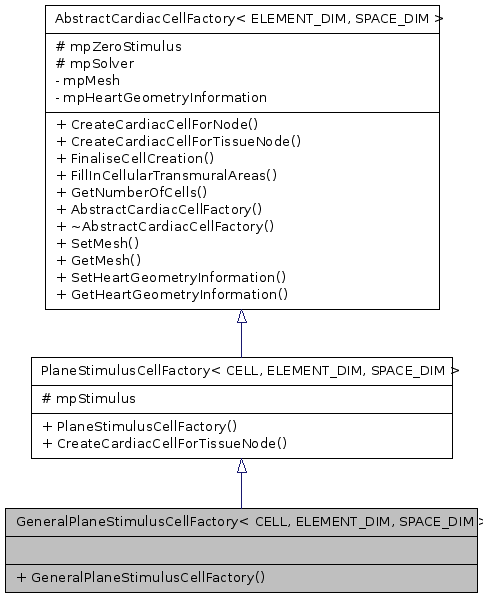 AbstractCardiacCellFactory< ELEMENT_DIM, SPACE_DIM >
# mpZeroStimulus
# mpSolver
- mpMesh
- mpHeartGeometryInformation
+ CreateCardiacCellForNode()
+ CreateCardiacCellForTissueNode()
+ FinaliseCellCreation()
+ FillInCellularTransmuralAreas()
+ GetNumberOfCells()
+ AbstractCardiacCellFactory()
+ ~AbstractCardiacCellFactory()
+ SetMesh()
+ GetMesh()
+ SetHeartGeometryInformation()
+ GetHeartGeometryInformation()
PlaneStimulusCellFactory< CELL, ELEMENT_DIM, SPACE_DIM >
# mpStimulus
+ PlaneStimulusCellFactory()
+ CreateCardiacCellForTissueNode()
GeneralPlaneStimulusCellFactory< CELL, ELEMENT_DIM, SPACE_DIM >
+ GeneralPlaneStimulusCellFactory()